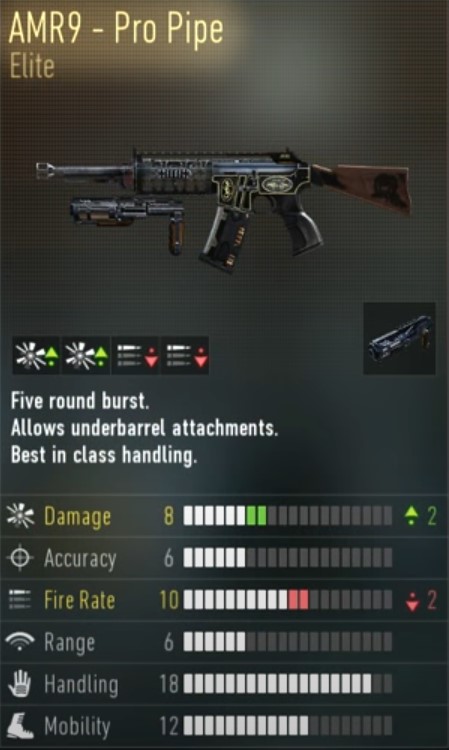 AMR9 - Pro Pipe
Elite
Five round burst.
Allows underbarrel attachments.
Best in class handling.
Damage 8 2
Accuracy 6
Fire Rate 10 2
Range 6
Handling 18
Mobility 12